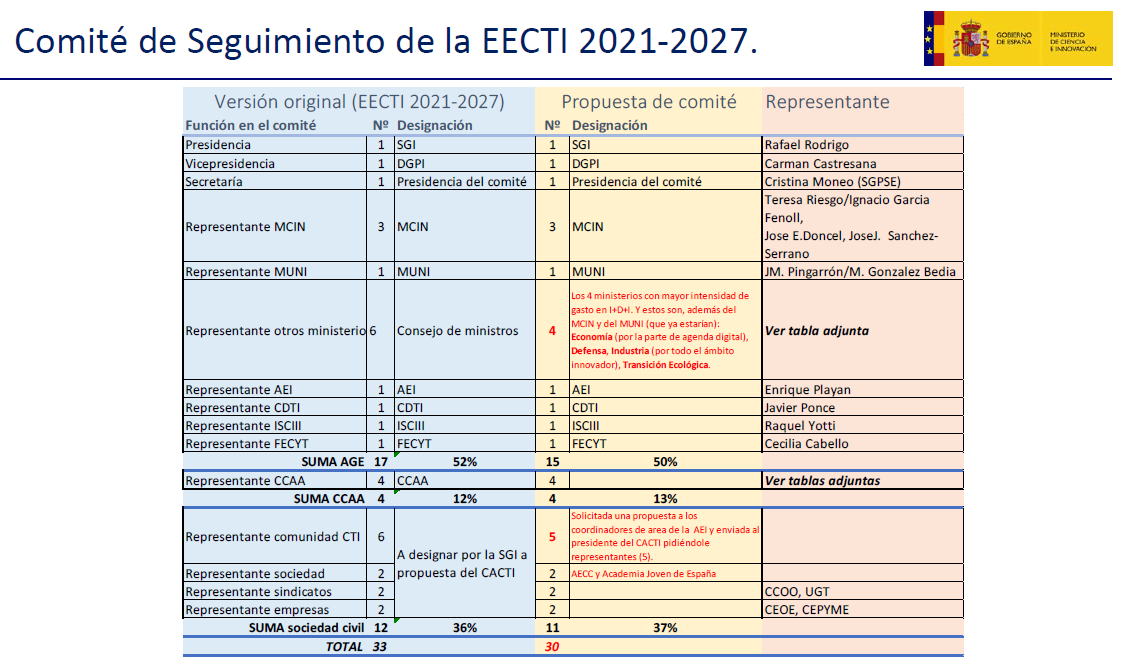 Comité de Seguimiento de la EECTI 2021-2027.
GOBIERNO DE ESPAÑA
MINISTERIO DE CIENCIA E INNOVACIÓN
Versión original (EECTI 2021-2027) Propuesta de comité Representante
Función en el comité Nº Designación Nº Designación
Presidencia 1 SGI 1 SGI Rafael Rodrigo
Vicepresidencia 1 DGPI 1 DGPI Carman Castresana
Secretaría 1 Presidencia del comité 1 Presidencia del comité Cristina Moneo (SGPSE)
Representante MCIN 3 MCIN 3 MCIN
Teresa Riesgo/Ignacio Garcia
Fenoll,
Jose E.Doncel, JoseJ. Sanchez-
Serrano
Representante MUNI 1 MUNI 1 MUNI JM. Pingarrón/M. Gonzalez Bedia
Representante otros ministerio 6 Consejo de ministros 4
Los 4 ministerios con mayor intensidad de
gasto en I+D+I. Y estos son, además del
MCIN y del MUNI (que ya estarían):
Economía (por la parte de agenda digital),
Defensa, Industria (por todo el ámbito
innovador), Transición Ecológica.
Ver tabla adjunta
Representante AEI 1 AEI 1 AEI Enrique Playan
Representante CDTI 1 CDTI 1 CDTI Javier Ponce
Representante ISCIII 1 ISCIII 1 ISCIII Raquel Yotti
Representante FECYT 1 FECYT 1 FECYT Cecilia Cabello
SUMA AGE 17 52% 15 50%
Representante CCAA 4 CCAA 4 Ver tablas adjuntas
SUMA CCAA 4 12% 4 13%
Representante comunidad CTI 6 5
Solicitada una propuesta a los
coordinadores de area de la AEI y enviada al
presidente del CACTI pidiéndole
representantes (5).
A designar por la SGI a
propuesta del CACTI
Representante sociedad 2 2 AECC y Academia Joven de España
Representante sindicatos 2 2 CCOO, UGT
Representante empresas 2 2 CEOE, CEPYME
SUMA sociedad civil 12 36% 11 37%
TOTAL 33 30